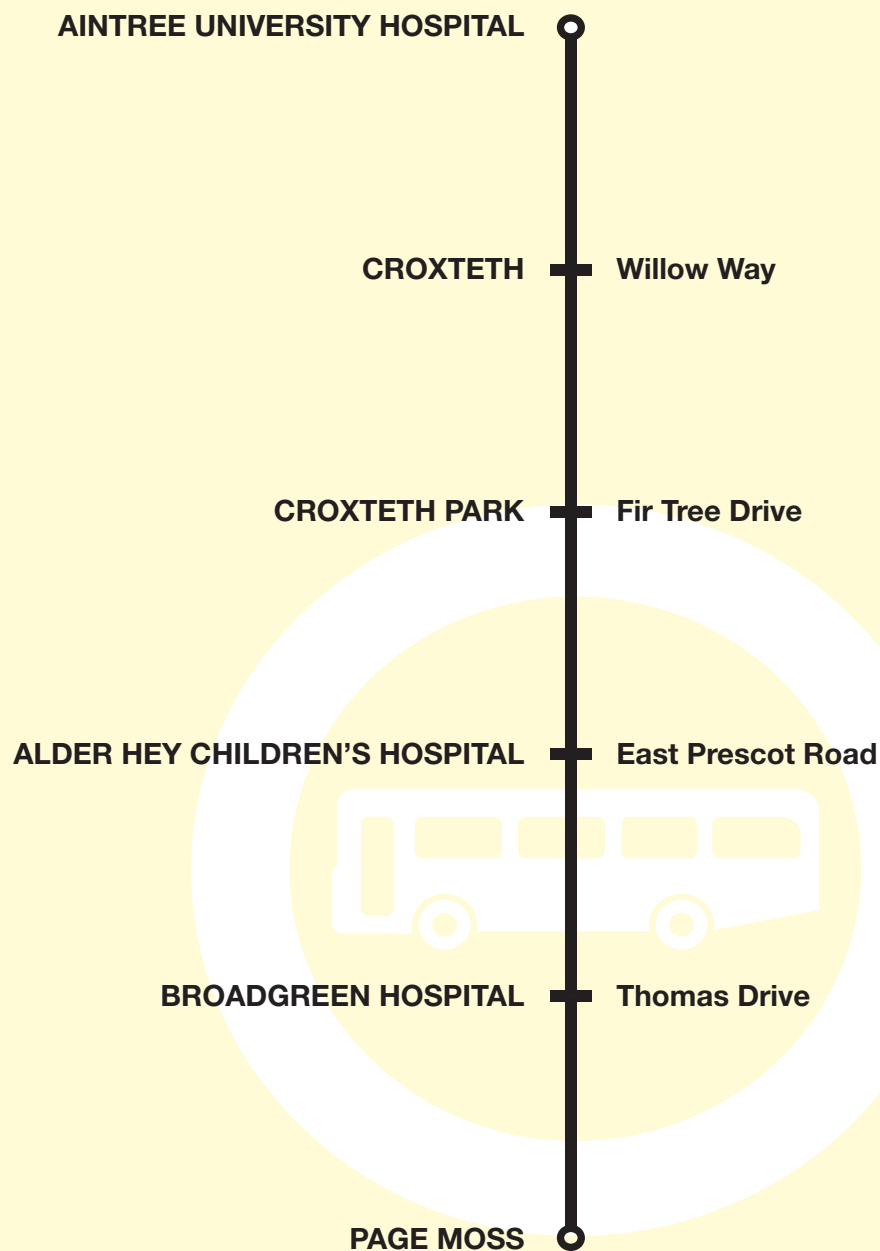 AINTREE UNIVERSITY HOSPITAL
CROXTETH Willow Way
CROXTETH PARK Fir Tree Drive
ALDER HEY CHILDREN’S HOSPITAL East Prescot Road
BROADGREEN HOSPITAL Thomas Drive
PAGE MOSS